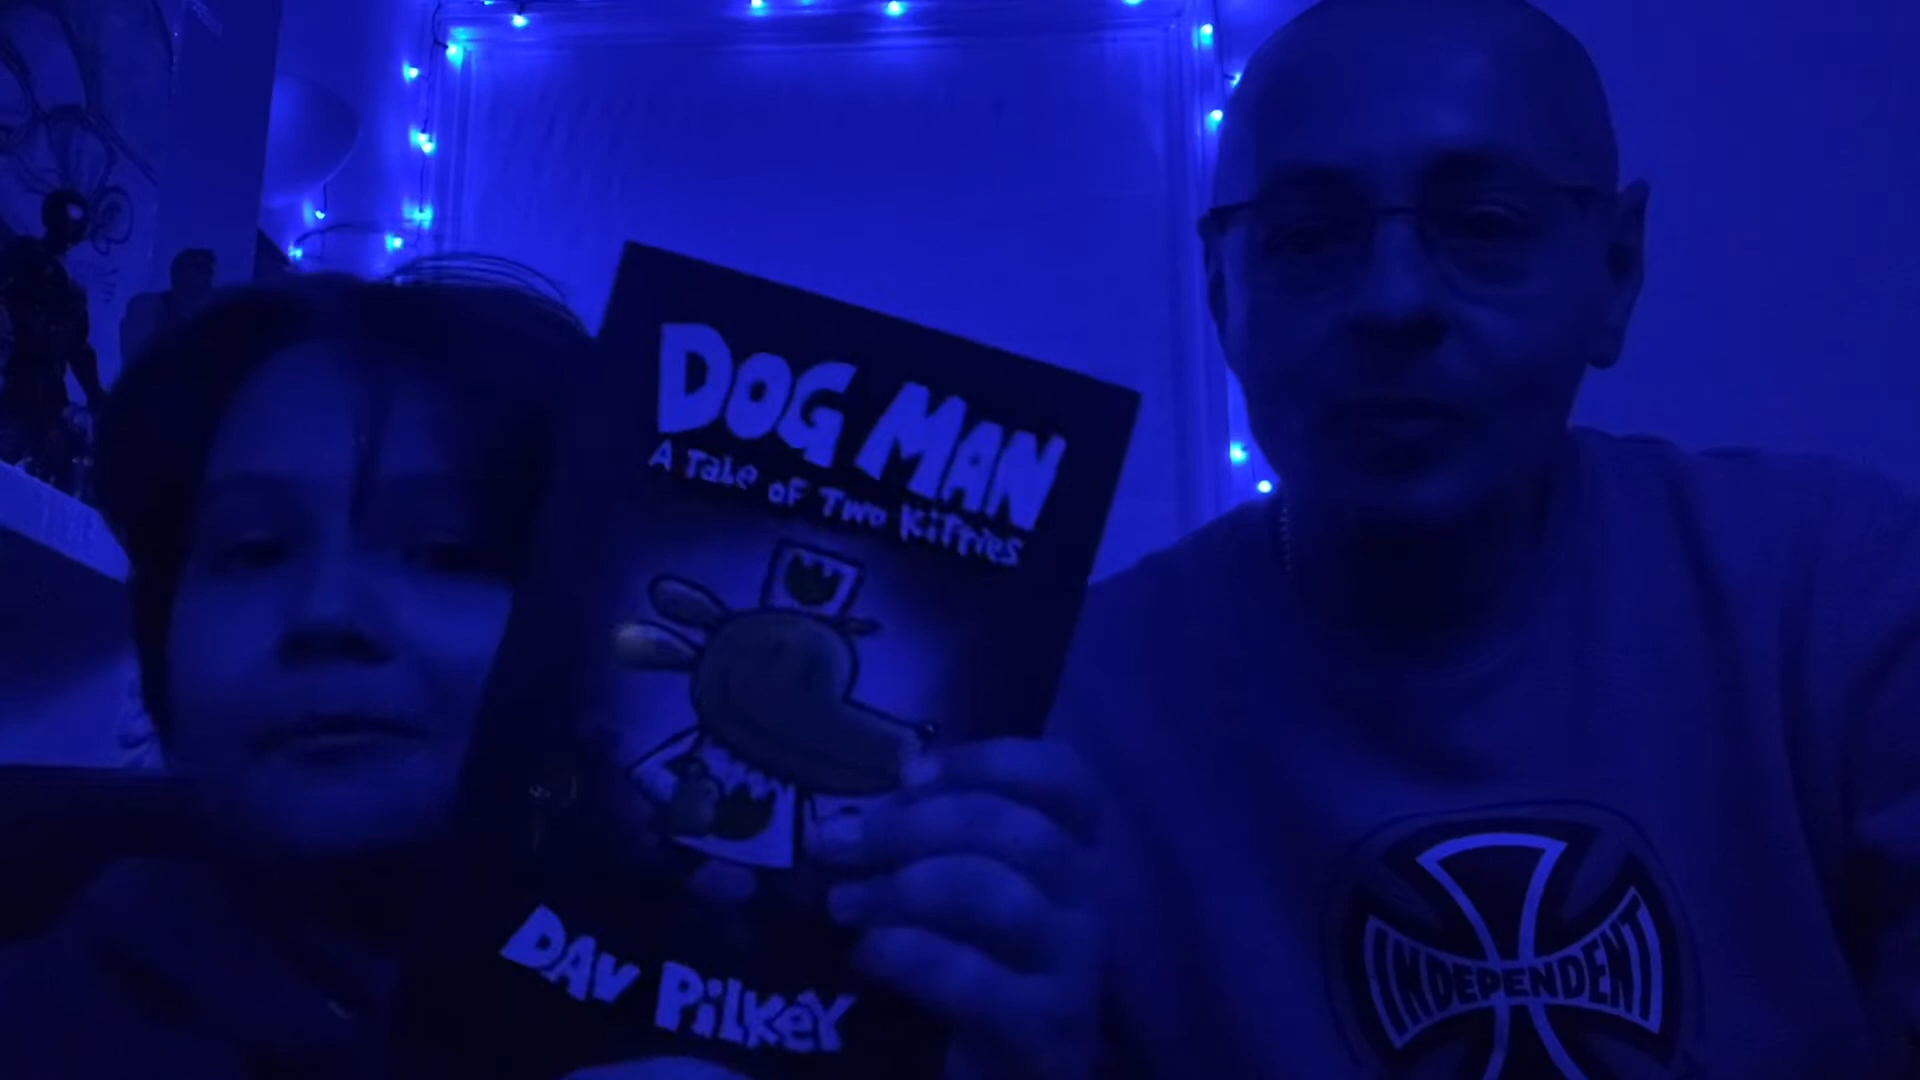 DOG MAN
A TALE OF TWO KITTIES
DAV PILKEY
INDEPENDENT